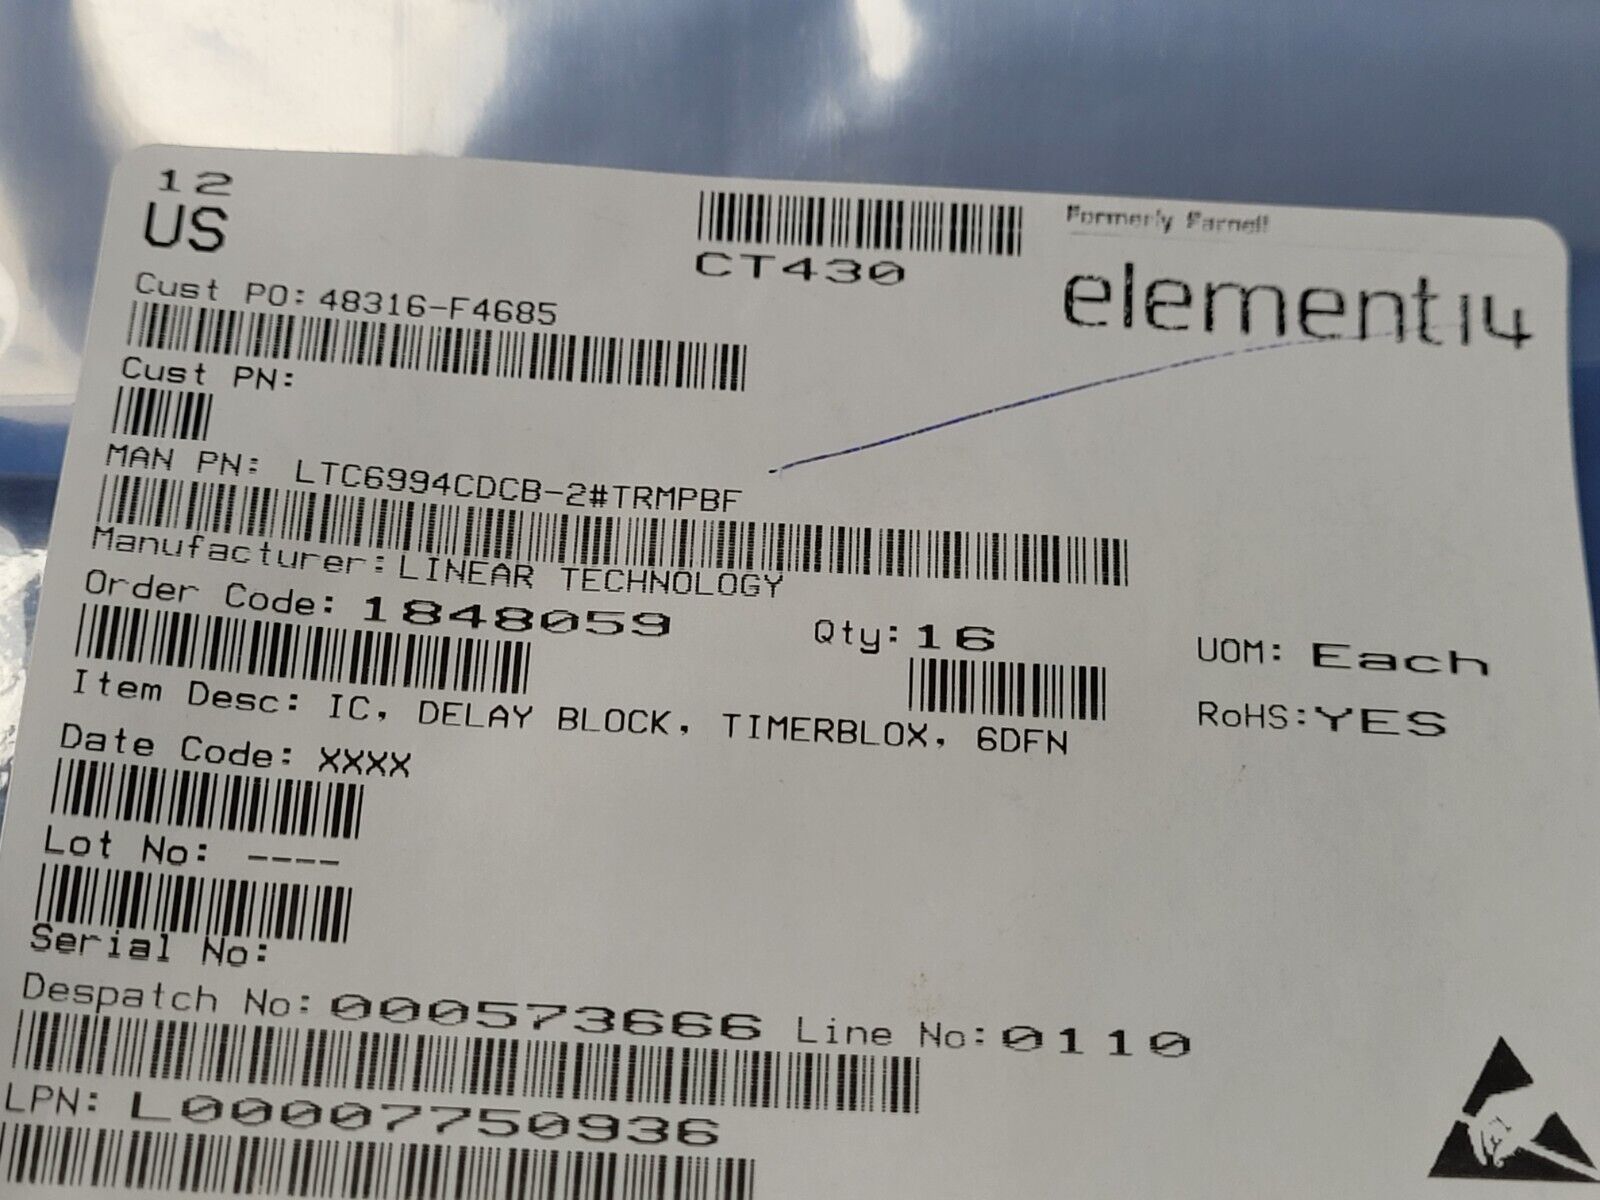 12
US
CT430
Formerly Farnell
element14
Cust PO: 48316-F4685
Cust PN:
MAN PN: LTC6994CDCB-2#TRMPBF
Manufacturer: LINEAR TECHNOLOGY
Order Code: 1848059 Qty: 16 UOM: Each
RoHS: YES
Item Desc: IC, DELAY BLOCK, TIMERBLOX, 6DFN
Date Code: XXXX
Lot No: ----
Serial No:
Despatch No: 000573666 Line No: 0110
LPN: L00007750936